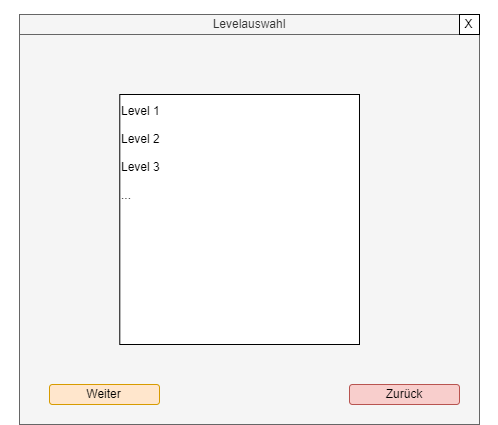 Levelauswahl
X
Level 1
Level 2
Level 3
...
Weiter
Zurück